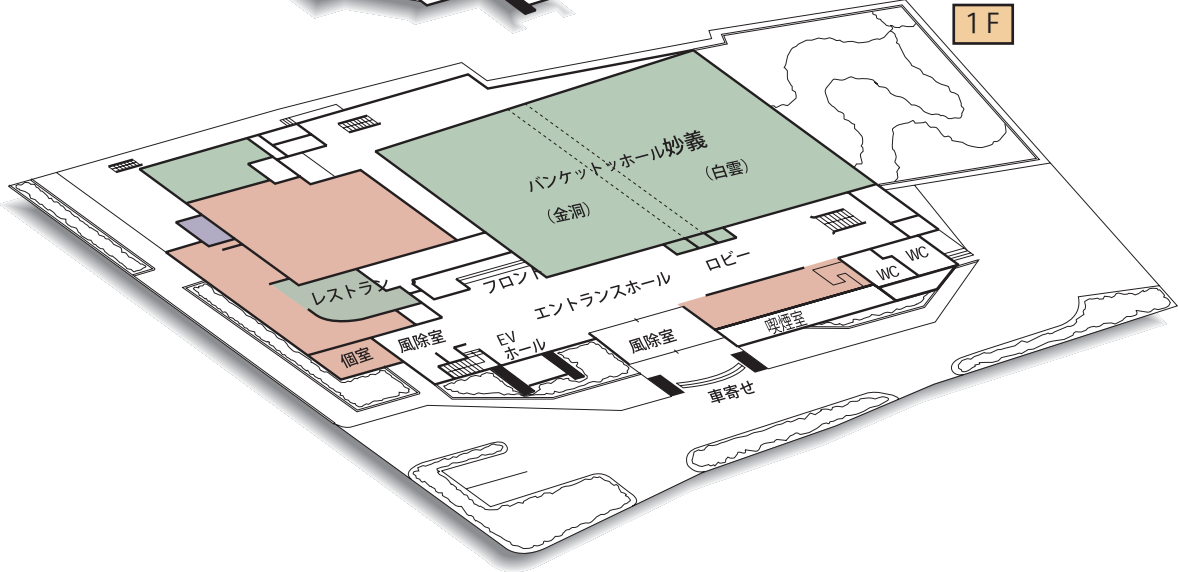 1F
バンケットッホール妙義
(白雲)
(金洞)
ロビー
WC
WC
フロン
エントランスホール
レストラン
喫煙室
風除室
EV
ホール
風除室
個室
車寄せ